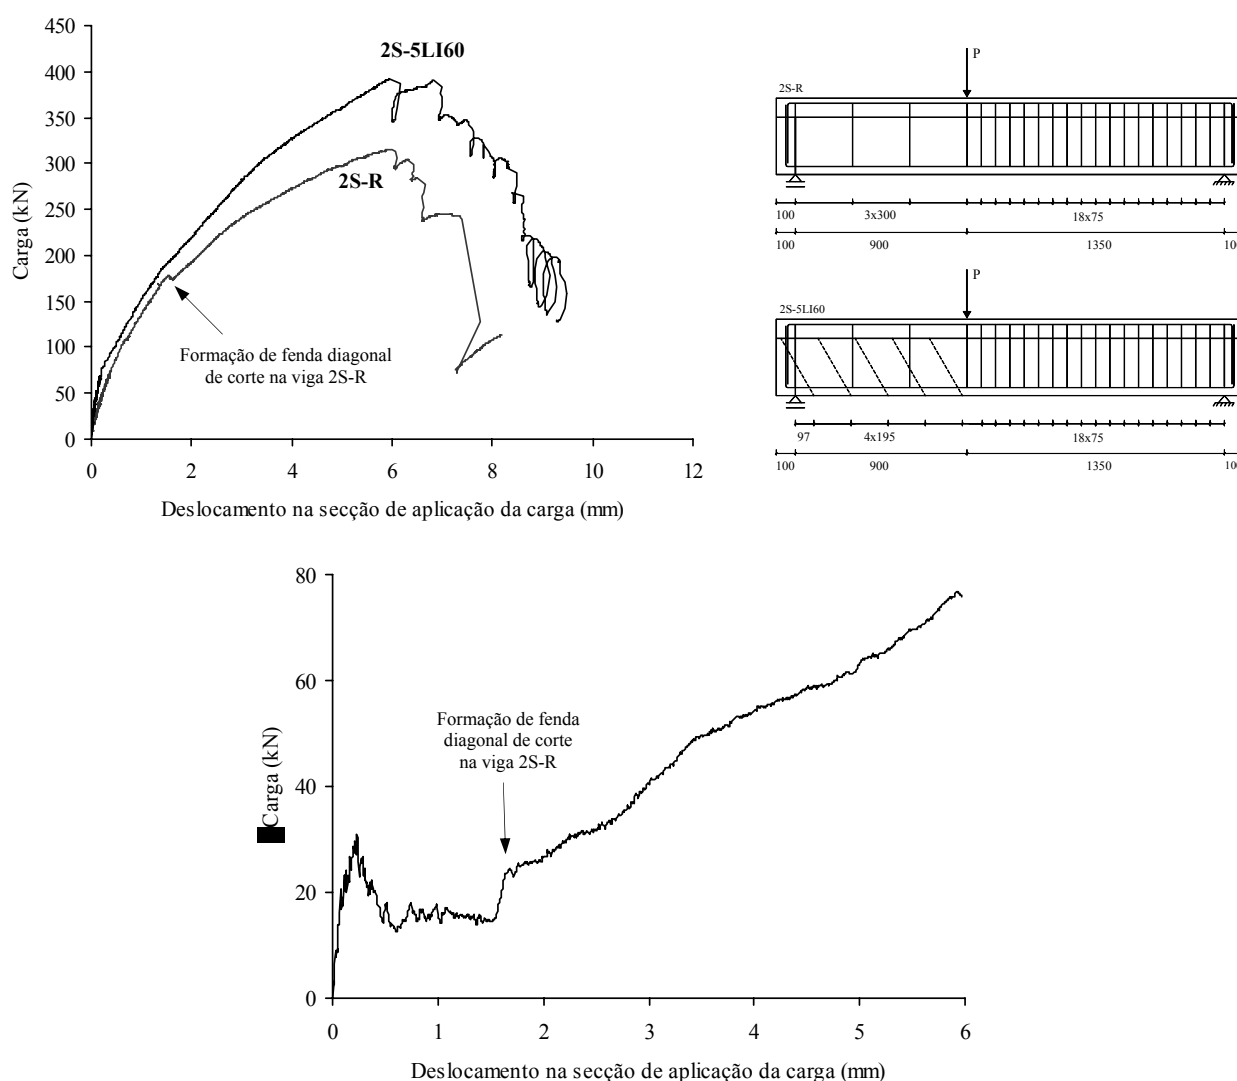 450
400
350
300
250
200
150
100
50
0
Carga (kN)
2S-5LI60
2S-R
Formação de fenda diagonal
de corte na viga 2S-R
0
2
4
6
8
10
12
Deslocamento na secção de aplicação da carga (mm)
P
2S-R
100
3x300
18x75
100
900
1350
10
P
2S-5LI60
97
4x195
18x75
100
900
1350
10
80
60
40
20
0
Carga (kN)
Formação de fenda
diagonal de corte
na viga 2S-R
0
1
2
3
4
5
6
Deslocamento na secção de aplicação da carga (mm)